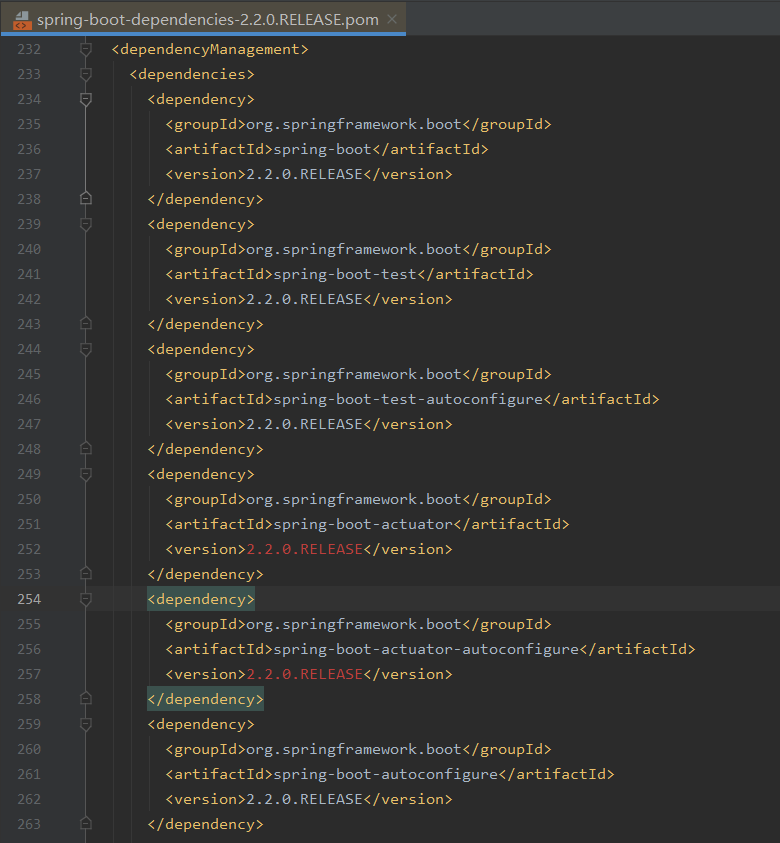 spring-boot-dependencies-2.2.0.RELEASE.pom
232 <dependencyManagement>
233 <dependencies>
234 <dependency>
235 <groupId>org.springframework.boot</groupId>
236 <artifactId>spring-boot</artifactId>
237 <version>2.2.0.RELEASE</version>
238 </dependency>
239 <dependency>
240 <groupId>org.springframework.boot</groupId>
241 <artifactId>spring-boot-test</artifactId>
242 <version>2.2.0.RELEASE</version>
243 </dependency>
244 <dependency>
245 <groupId>org.springframework.boot</groupId>
246 <artifactId>spring-boot-test-autoconfigure</artifactId>
247 <version>2.2.0.RELEASE</version>
248 </dependency>
249 <dependency>
250 <groupId>org.springframework.boot</groupId>
251 <artifactId>spring-boot-actuator</artifactId>
252 <version>2.2.0.RELEASE</version>
253 </dependency>
254 <dependency>
255 <groupId>org.springframework.boot</groupId>
256 <artifactId>spring-boot-actuator-autoconfigure</artifactId>
257 <version>2.2.0.RELEASE</version>
258 </dependency>
259 <dependency>
260 <groupId>org.springframework.boot</groupId>
261 <artifactId>spring-boot-autoconfigure</artifactId>
262 <version>2.2.0.RELEASE</version>
263 </dependency>